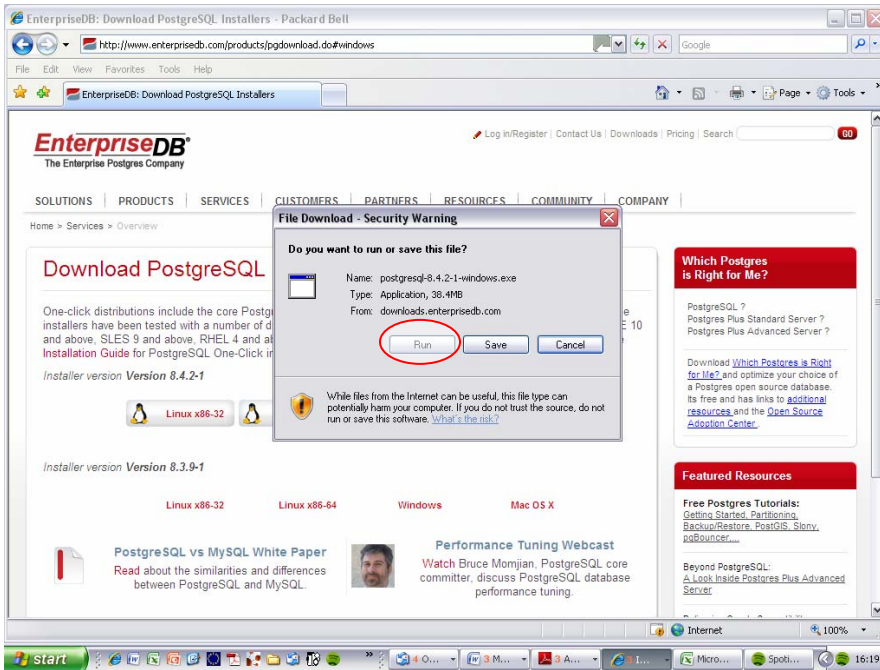 EnterpriseDB: Download PostgreSQL Installers - Packard Bell
http://www.enterprisedb.com/products/pgdownload.do#windows
Google
File Edit View Favorites Tools Help
EnterpriseDB: Download PostgreSQL Installers
Page Tools
EnterpriseDB
The Enterprise Postgres Company
Log in/Register | Contact Us | Downloads | Pricing | Search GO
SOLUTIONS PRODUCTS SERVICES CUSTOMERS PARTNERS RESOURCES COMMUNITY COMPANY
Home > Services > Overview
File Download - Security Warning
Do you want to run or save this file?
Name: postgresql-8.4.2-1-windows.exe
Type: Application, 38.4MB
From: downloads.enterprisedb.com
Run Save Cancel
While files from the Internet can be useful, this file type can
potentially harm your computer. If you do not trust the source, do not
run or save this software. What's the risk?
Download PostgreSQL
One-click distributions include the core
installers have been tested with a number of
10
and above, SLES 9 and above, RHEL 4 and
Installation Guide for PostgreSQL One-Click
Installer version Version 8.4.2-1
Linux x86-32
Installer version Version 8.3.9-1
Linux x86-32 Linux x86-64 Windows Mac OS X
PostgreSQL vs MySQL White Paper
Read about the similarities and differences
between PostgreSQL and MySQL.
Performance Tuning Webcast
Watch Bruce Momjian, PostgreSQL core
committer, discuss PostgreSQL database
performance tuning.
Which Postgres
is Right for Me?
PostgreSQL ?
Postgres Plus Standard Server ?
Postgres Plus Advanced Server ?
Download Which Postgres is Right
for Me? and optimize your choice of
a Postgres open source database.
Its free and has links to additional
resources and the Open Source
Adoption Center.
Featured Resources
Free Postgres Tutorials:
Getting Started, Partitioning,
Backup/Restore, PostGIS, Slony,
pgBouncer....
Beyond PostgreSQL:
A Look Inside Postgres Plus Advanced
Server
Internet 100%
start 4 O... 3 M... 3 A... 3 I... Micro... Spoti... 16:19